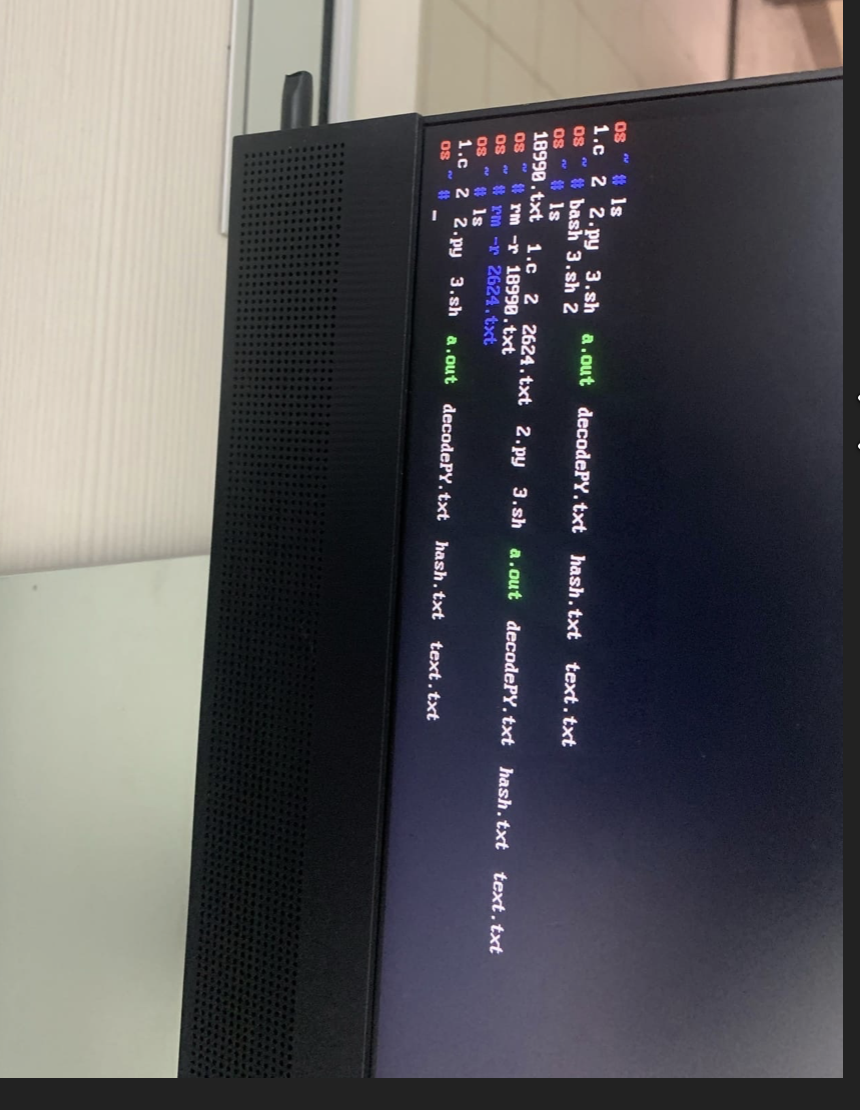 os ~ # ls
1.c 2 2.py 3.sh a.out decodePY.txt hash.txt text.txt
os ~ # bash 3.sh 2
os ~ # ls
18990.txt 1.c 2 2624.txt 2.py 3.sh a.out decodePY.txt hash.txt text.txt
os ~ # rm -r 18990.txt
os ~ # rm -r 2624.txt
os ~ # ls
1.c 2 2.py 3.sh a.out decodePY.txt hash.txt text.txt
os ~ # _